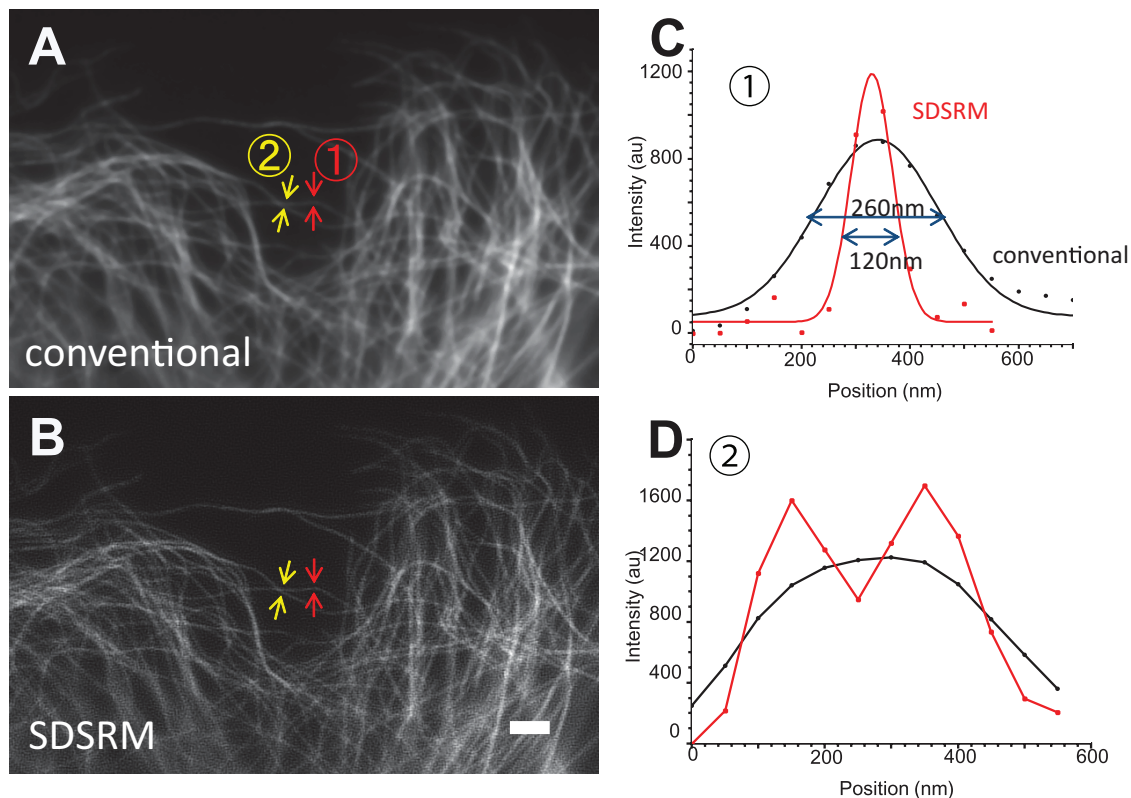 A
②
①
conventional
B
SDSRM
C
①
1200
800
400
0
Intensity (au)
SDSRM
260nm
120nm
conventional
0
200
400
600
Position (nm)
D
②
1600
1200
800
400
0
Intensity (au)
0
200
400
600
Position (nm)